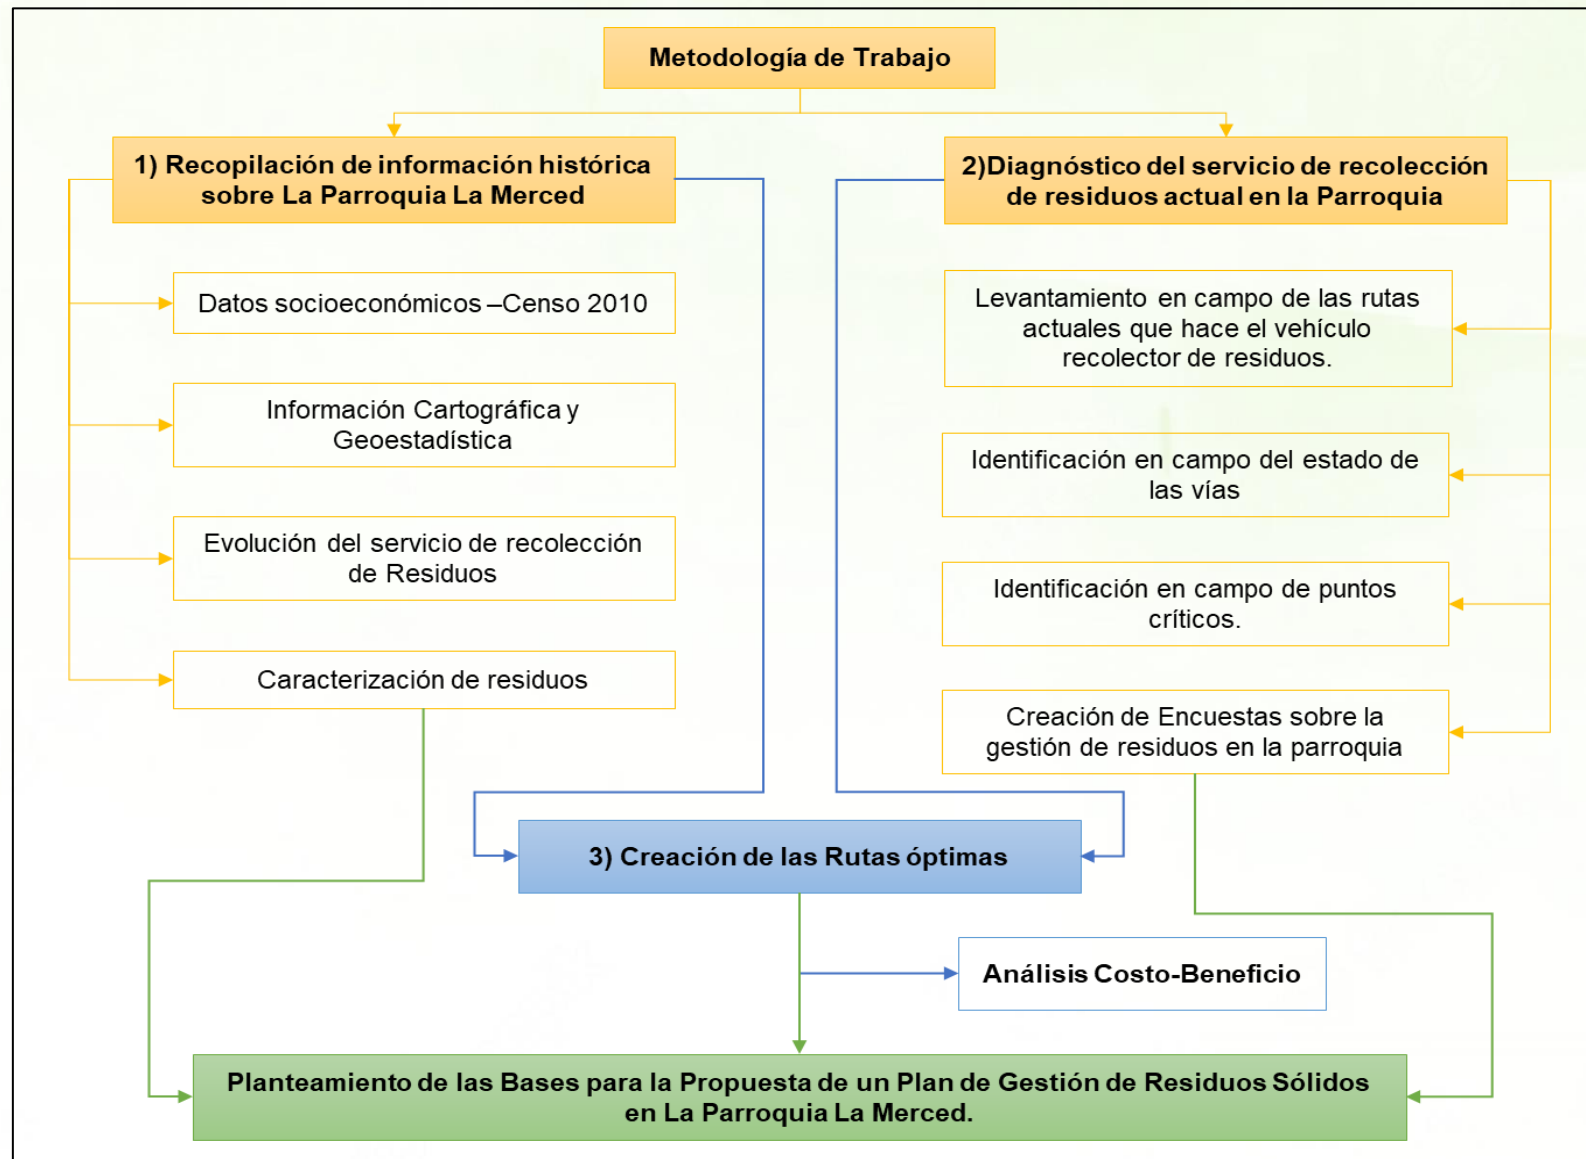 Metodología de Trabajo
1) Recopilación de información histórica
sobre La Parroquia La Merced
Datos socioeconómicos –Censo 2010
Información Cartográfica y
Geoestadística
Evolución del servicio de recolección
de Residuos
Caracterización de residuos
2)Diagnóstico del servicio de recolección
de residuos actual en la Parroquia
Levantamiento en campo de las rutas
actuales que hace el vehículo
recolector de residuos.
Identificación en campo del estado de
las vías
Identificación en campo de puntos
críticos.
Creación de Encuestas sobre la
gestión de residuos en la parroquia
3) Creación de las Rutas óptimas
Análisis Costo-Beneficio
Planteamiento de las Bases para la Propuesta de un Plan de Gestión de Residuos Sólidos
en La Parroquia La Merced.